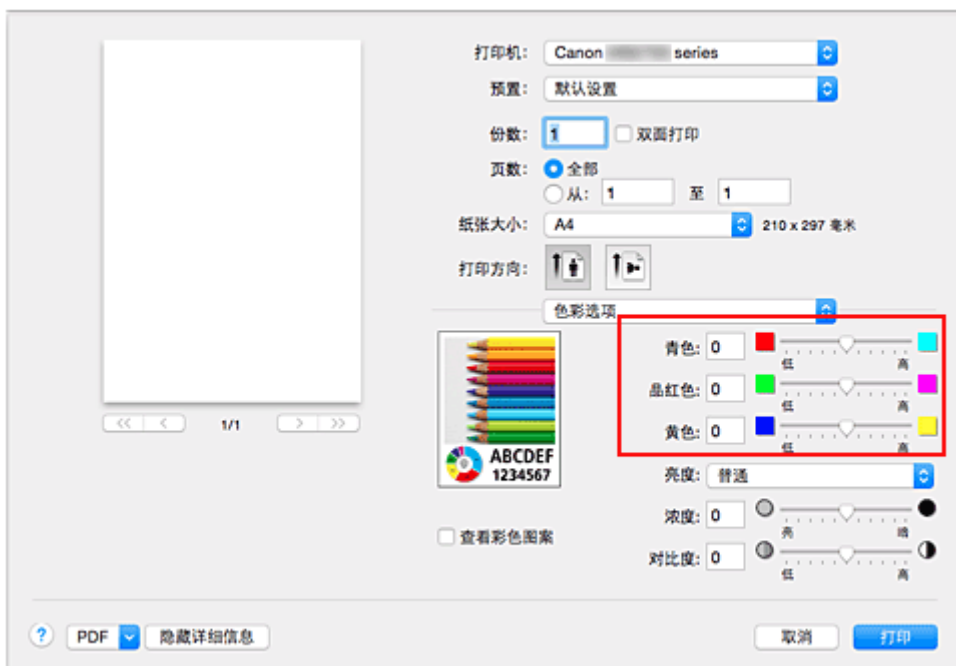 打印机: Canon series
预置: 默认设置
份数: 1 双面打印
页数: 全部
从: 1 至 1
纸张大小: A4 210 x 297 毫米
打印方向:
色彩选项
青色: 0
低 高
品红色: 0
低 高
黄色: 0
低 高
ABCDEF
1234567
亮度: 普通
浓度: 0
亮 暗
对比度: 0
低 高
查看彩色图案
<< < 1/1 > >>
? PDF 隐藏详细信息 取消 打印